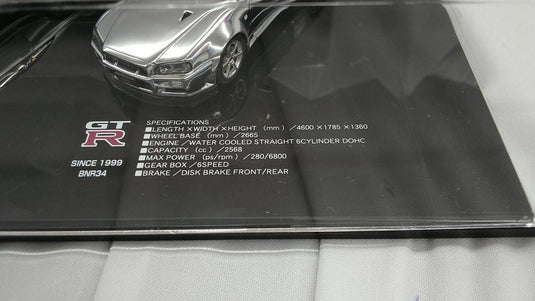 GT
R
SINCE 1999
BNR34
SPECIFICATIONS
■LENGTH ×WIDTH ×HEIGHT (mm) ／4600 ×1785 ×1360
■WHEEL BASE (mm) ／2665
■ENGINE ／WATER COOLED STRAIGHT 6CYLINDER DOHC
■CAPACITY (cc) ／2568
■MAX POWER (ps/rpm) ／280/6800
■GEAR BOX ／6SPEED
■BRAKE ／DISK BRAKE FRONT/REAR